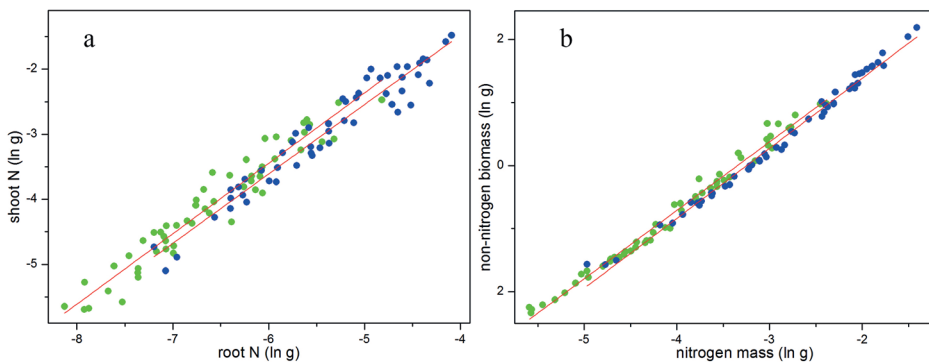 a
shoot N (ln g)
-2
-3
-4
-5
-8 -7 -6 -5 -4
root N (ln g)
b
non-nitrogen biomass (ln g)
2
0
2
-5 -4 -3 -2
nitrogen mass (ln g)